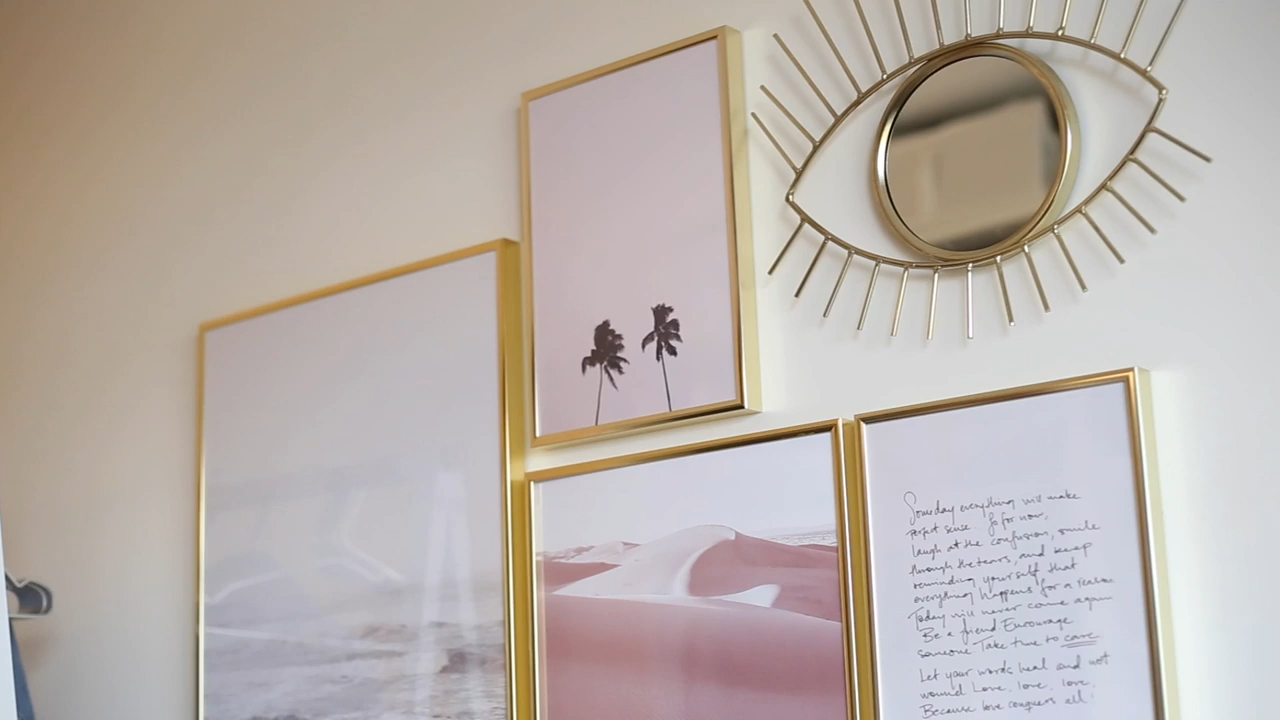 Someday everything will make
perfect sense. So for now,
laugh at the confusion, smile
through the tears, and keep
reminding yourself that
everything happens for a reason
Today will never come again
Be a friend. Encourage
someone Take time to care
Let your words heal and not
wound Love, love, love.
Because love conquers all!